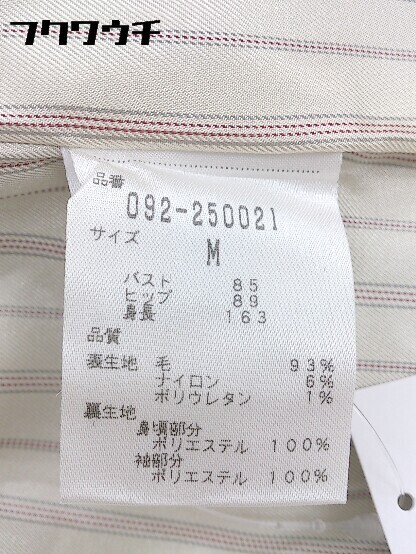 フクワウチ
品番
092-250021
サイズ
M
バスト 85
ヒップ 89
身長 163
品質
表生地 毛 93%
ナイロン 6%
ポリウレタン 1%
裏生地
身頃部分
ポリエステル 100%
袖部分
ポリエステル 100%